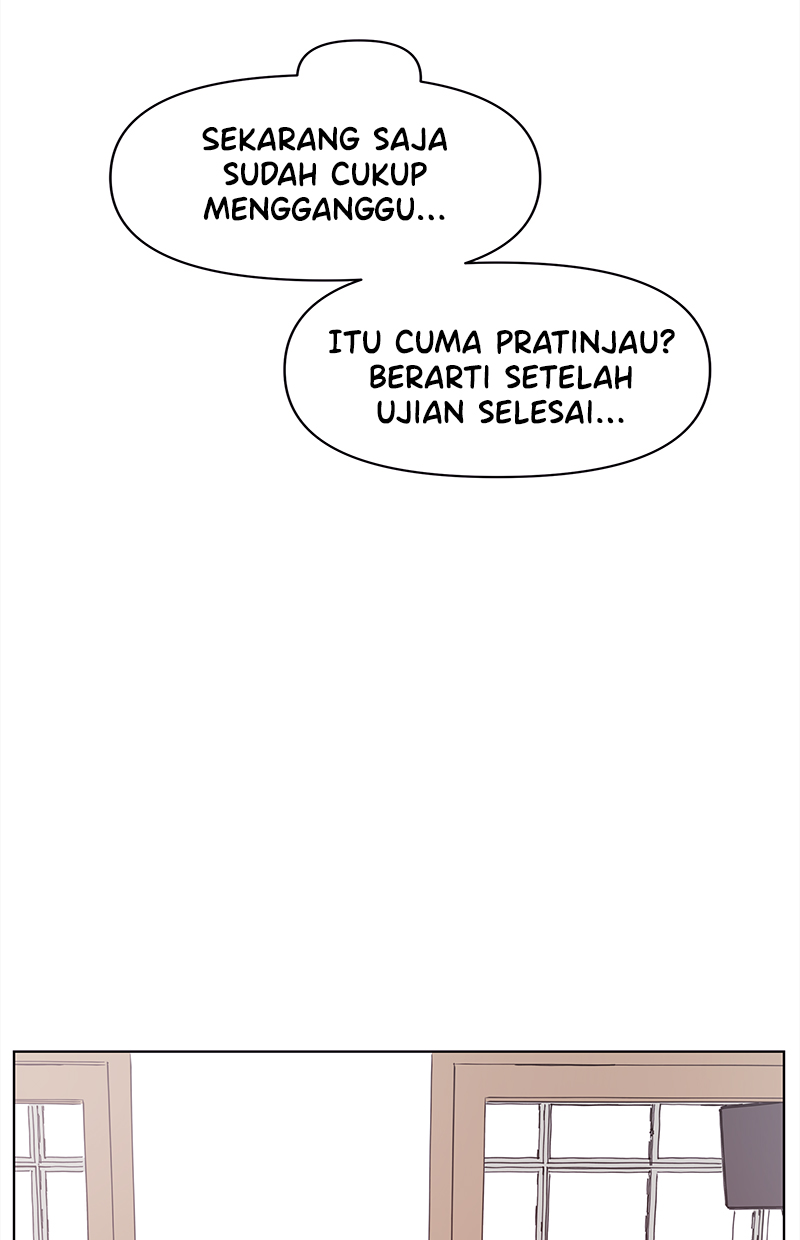 SEKARANG SAJA
SUDAH CUKUP
MENGGANGGU...
ITU CUMA PRATINJAU?
BERARTI SETELAH
UJIAN SELESAI...